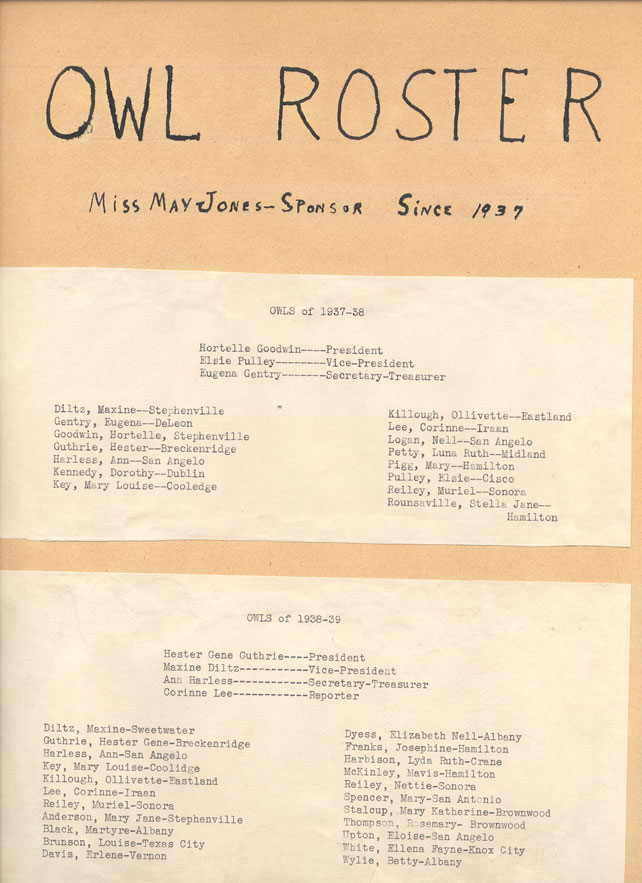 OWL ROSTER
MISS MAY JONES - SPONSOR SINCE 1937
OWLS of 1937-38
Hortelle Goodwin----President
Elsie Pulley--------Vice-President
Eugena Gentry-------Secretary-Treasurer
Diltz, Maxine--Stephenville
Gentry, Eugena--DeLeon
Goodwin, Hortelle, Stephenville
Guthrie, Hester--Breckenridge
Harless, Ann--San Angelo
Kennedy, Dorothy--Dublin
Key, Mary Louise--Cooledge
Killough, Ollivette--Eastland
Lee, Corinne--Iraan
Logan, Nell--San Angelo
Petty, Luna Ruth--Midland
Pigg, Mary--Hamilton
Pulley, Elsie--Cisco
Reiley, Muriel--Sonora
Rounsaville, Stella Jane--
Hamilton
OWLS of 1938-39
Hester Gene Guthrie----President
Maxine Diltz-----------Vice-President
Ann Harless------------Secretary-Treasurer
Corinne Lee------------Reporter
Diltz, Maxine-Sweetwater
Guthrie, Hester Gene-Breckenridge
Harless, Ann-San Angelo
Key, Mary Louise-Coolidge
Killough, Ollivette-Eastland
Lee, Corinne-Iraan
Reiley, Muriel-Sonora
Anderson, Mary Jane-Stephenville
Black, Martyre-Albany
Brunson, Louise-Texas City
Davis, Erlene-Vernon
Dyess, Elizabeth Nell-Albany
Franks, Josephine-Hamilton
Harbison, Lyda Ruth-Crane
McKinley, Mavis-Hamilton
Reiley, Nettie-Sonora
Spencer, Mary-San Antonio
Stalcup, Mary Katherine-Brownwood
Thompson, Rosemary- Brownwood
Upton, Eloise-San Angelo
White, Ellena Fayne-Knox City
Wylie, Betty-Albany